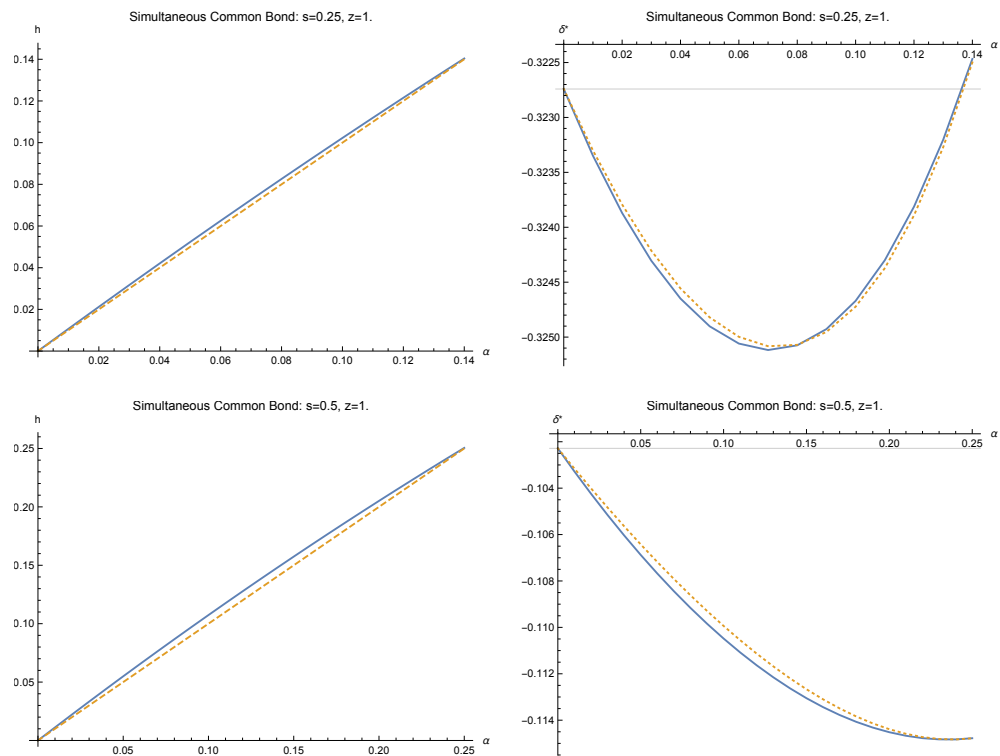 Simultaneous Common Bond: s=0.25, z=1.
h
0.14
0.12
0.10
0.08
0.06
0.04
0.02
0.02 0.04 0.06 0.08 0.10 0.12 0.14 α
Simultaneous Common Bond: s=0.25, z=1.
δ*
0.02 0.04 0.06 0.08 0.10 0.12 0.14 α
−0.3225
−0.3230
−0.3235
−0.3240
−0.3245
−0.3250
Simultaneous Common Bond: s=0.5, z=1.
h
0.25
0.20
0.15
0.10
0.05
0.05 0.10 0.15 0.20 0.25 α
Simultaneous Common Bond: s=0.5, z=1.
δ*
0.05 0.10 0.15 0.20 0.25 α
−0.104
−0.106
−0.108
−0.110
−0.112
−0.114